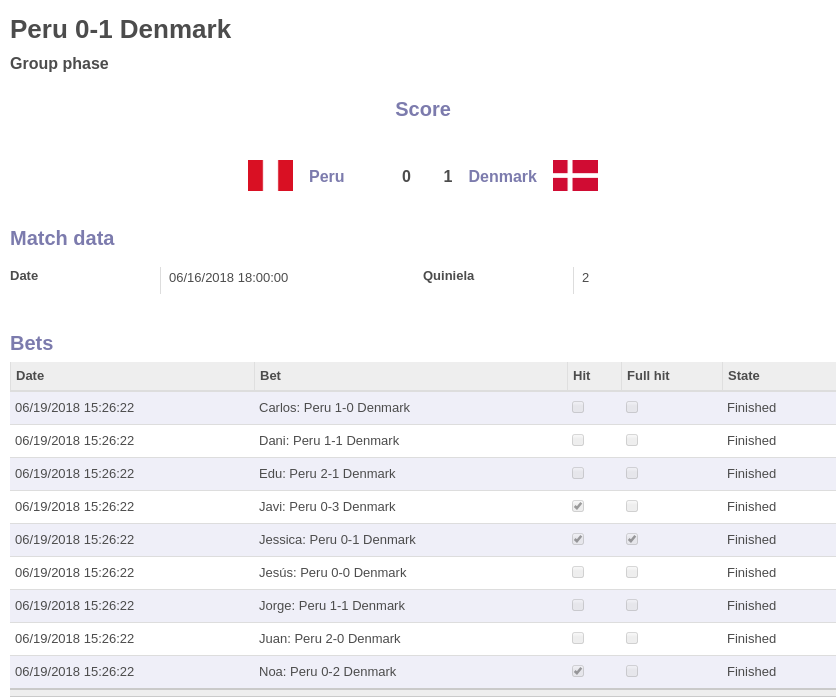 Peru 0-1 Denmark
Group phase
Score
Peru 0 1 Denmark
Match data
Date 06/16/2018 18:00:00 Quiniela 2
Bets
Date Bet Hit Full hit State
06/19/2018 15:26:22 Carlos: Peru 1-0 Denmark Finished
06/19/2018 15:26:22 Dani: Peru 1-1 Denmark Finished
06/19/2018 15:26:22 Edu: Peru 2-1 Denmark Finished
06/19/2018 15:26:22 Javi: Peru 0-3 Denmark Finished
06/19/2018 15:26:22 Jessica: Peru 0-1 Denmark Finished
06/19/2018 15:26:22 Jesús: Peru 0-0 Denmark Finished
06/19/2018 15:26:22 Jorge: Peru 1-1 Denmark Finished
06/19/2018 15:26:22 Juan: Peru 2-0 Denmark Finished
06/19/2018 15:26:22 Noa: Peru 0-2 Denmark Finished